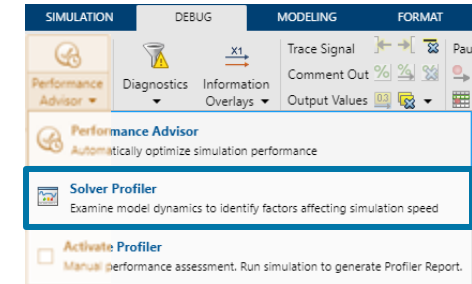 SIMULATION DEBUG MODELING FORMAT
Performance Advisor
Diagnostics
Information Overlays
Trace Signal
Comment Out
Output Values
Pau
Performance Advisor
Automatically optimize simulation performance
Solver Profiler
Examine model dynamics to identify factors affecting simulation speed
Activate Profiler
Manual performance assessment. Run simulation to generate Profiler Report.